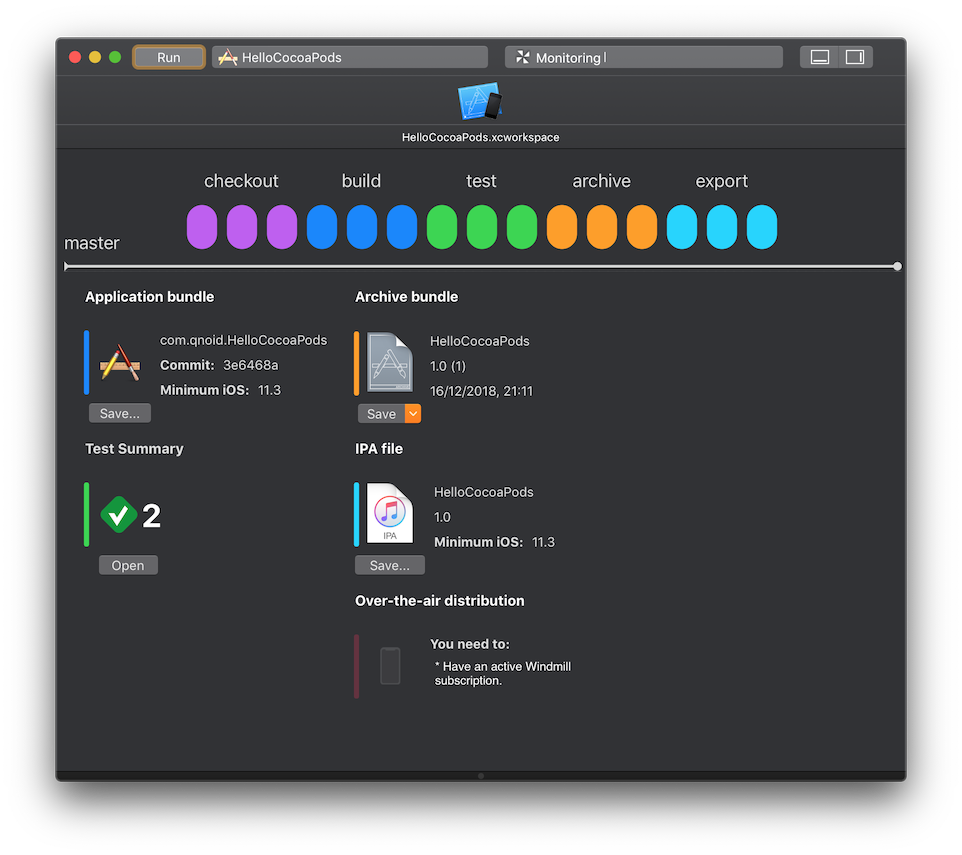 Run HelloCocoaPods Monitoring
HelloCocoaPods.xcworkspace
checkout build test archive export
master
Application bundle
com.qnoid.HelloCocoaPods
Commit: 3e6468a
Minimum iOS: 11.3
Save...
Archive bundle
HelloCocoaPods
1.0 (1)
16/12/2018, 21:11
Save
Test Summary
2
Open
IPA file
IPA
HelloCocoaPods
1.0
Minimum iOS: 11.3
Save...
Over-the-air distribution
You need to:
* Have an active Windmill
subscription.